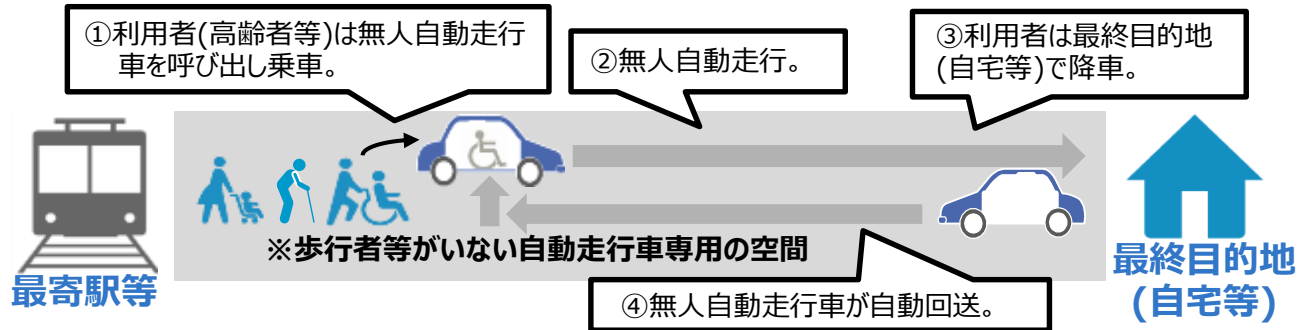 ①利用者(高齢者等)は無人自動走行
車を呼び出し乗車。
②無人自動走行。
③利用者は最終目的地
(自宅等)で降車。
※歩行者等がいない自動走行車専用の空間
最寄駅等
最終目的地
(自宅等)
④無人自動走行車が自動回送。